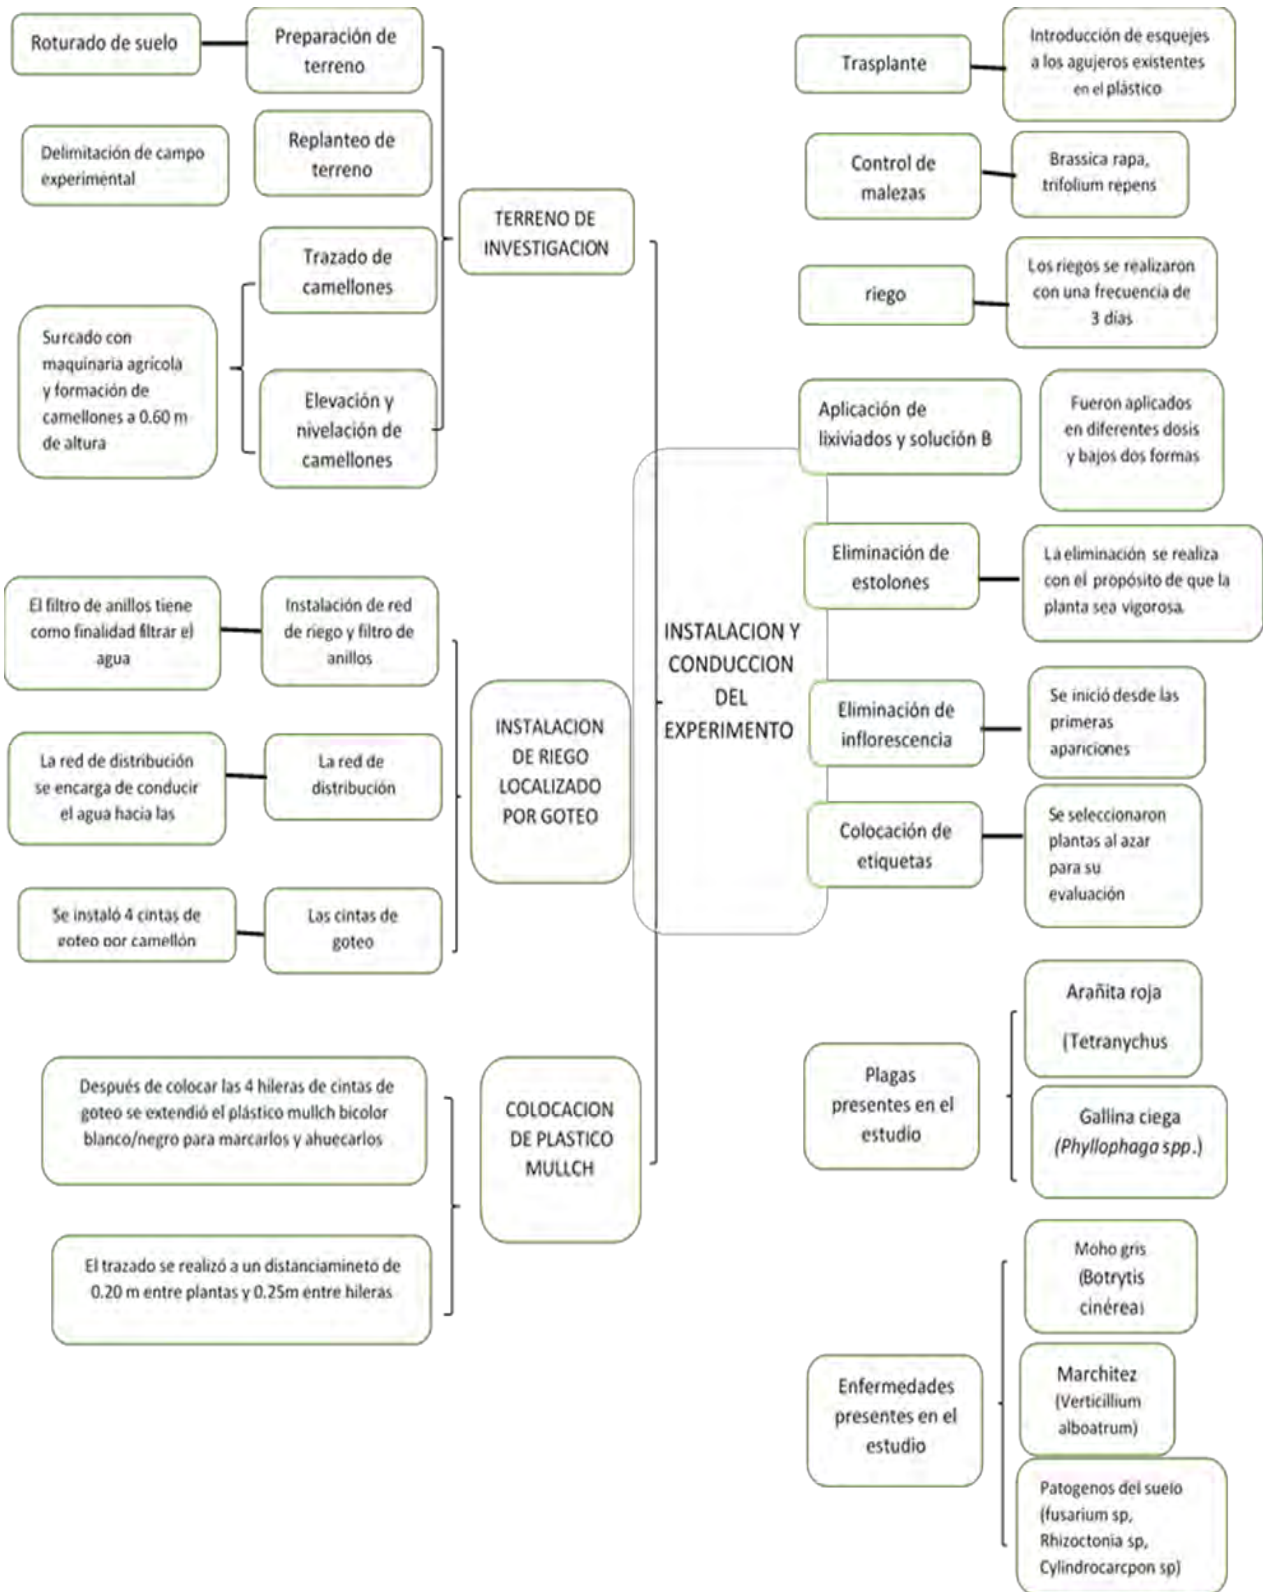 Roturado de suelo
Preparación de
terreno
Delimitación de campo
experimental
Replanteo de
terreno
TERRENO DE
INVESTIGACION
Trazado de
camellones
Surcado con
maquinaria agrícola
y formación de
camellones a 0.60 m
de altura
Elevación y
nivelación de
camellones
El filtro de anillos tiene
como finalidad filtrar el
agua
Instalación de red
de riego y filtro de
anillos
La red de distribución
se encarga de conducir
el agua hacia las
La red de
distribución
INSTALACION
DE RIEGO
LOCALIZADO
POR GOTEO
Se instaló 4 cintas de
goteo por camellón
Las cintas de
goteo
Después de colocar las 4 hileras de cintas de
goteo se extendió el plástico mullch bicolor
blanco/negro para marcarlos y ahuecarlos
COLOCACION
DE PLASTICO
MULLCH
El trazado se realizó a un distanciamineto de
0.20 m entre plantas y 0.25m entre hileras
INSTALACION Y
CONDUCCION
DEL
EXPERIMENTO
Trasplante
Introducción de esquejes
a los agujeros existentes
en el plástico
Control de
malezas
Brassica rapa,
trifolium repens
riego
Los riegos se realizaron
con una frecuencia de
3 días
Aplicación de
lixiviados y solución B
Fueron aplicados
en diferentes dosis
y bajos dos formas
Eliminación de
estolones
La eliminación se realiza
con el propósito de que la
planta sea vigorosa.
Eliminación de
inflorescencia
Se inició desde las
primeras
apariciones
Colocación de
etiquetas
Se seleccionaron
plantas al azar
para su
evaluación
Plagas
presentes en el
estudio
Arañita roja
(Tetranychus
Gallina ciega
(Phyllophaga spp.)
Enfermedades
presentes en el
estudio
Moho gris
(Botrytis
cinérea)
Marchitez
(Verticillium
alboatrum)
Patogenos del suelo
(fusarium sp,
Rhizoctonia sp,
Cylindrocarcpon sp)